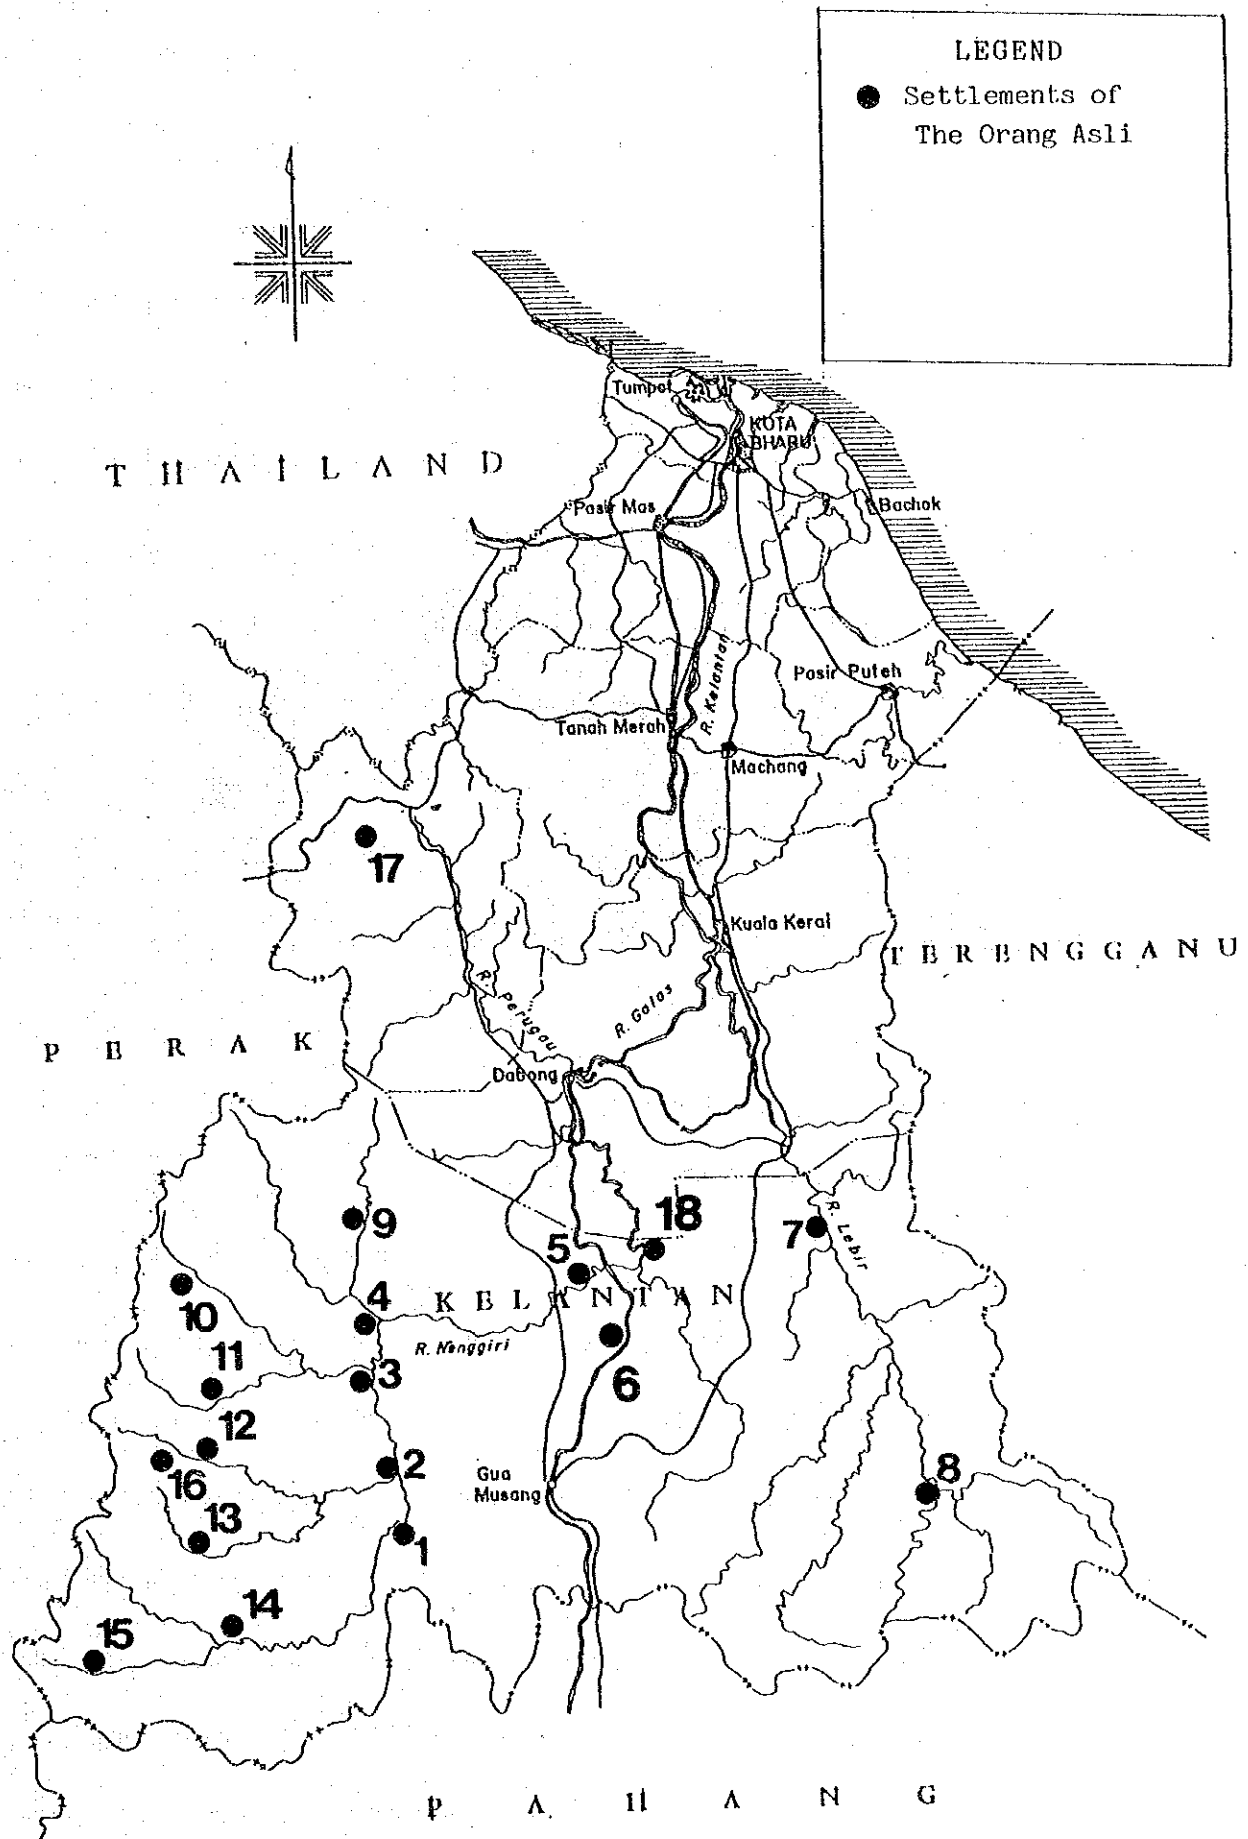 LEGEND
Settlements of
The Orang Asli
Tumpat
KOTA
BHARU
THAILAND
Pasir Mas
Bachok
R. Kelantan
Pasir Puteh
Tanah Merah
Machang
17
Kuala Kerai
TERENGGANU
R. Perugau
R. Galas
PERAK
Dabong
9
18
7
R. Lebir
5
10
4
KELANTAN
R. Nenggiri
11
3
6
12
2
16
Gua
Musang
8
13
1
14
15
PAHANG